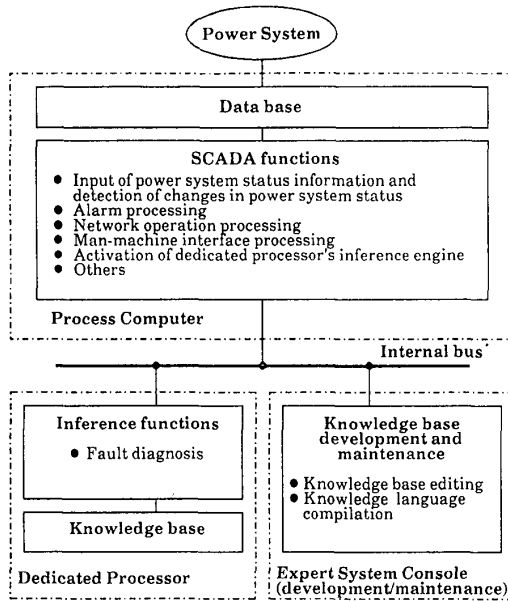 Power System
Data base
SCADA functions
● Input of power system status information and
detection of changes in power system status
● Alarm processing
● Network operation processing
● Man-machine interface processing
● Activation of dedicated processor's inference engine
● Others
Process Computer
Internal bus
Inference functions
● Fault diagnosis
Knowledge base
Dedicated Processor
Knowledge base
development and
maintenance
● Knowledge base editing
● Knowledge language
compilation
Expert System Console
(development/maintenance)